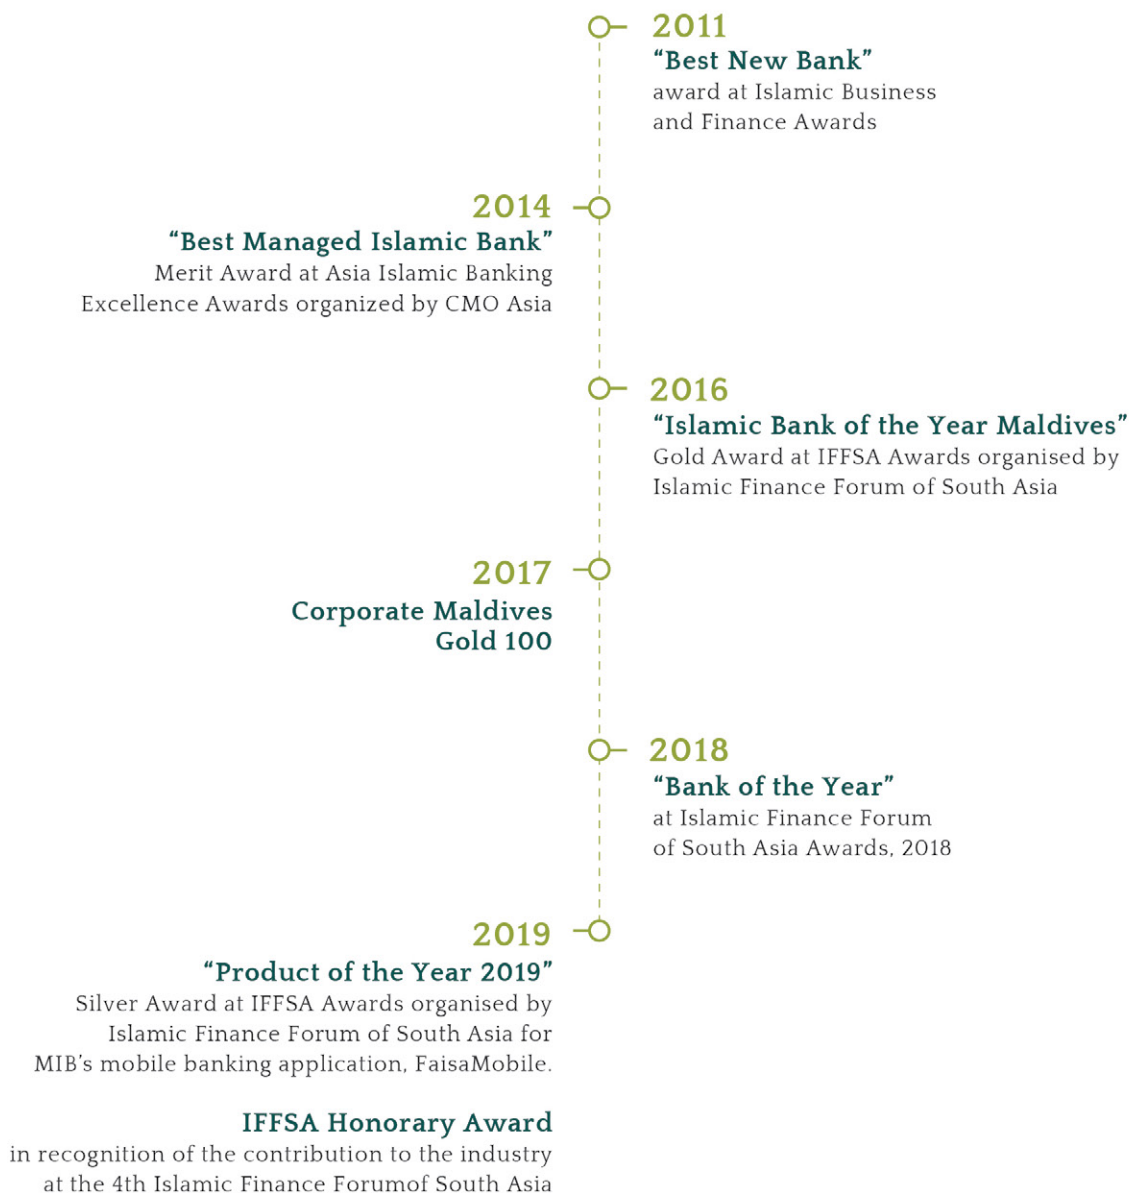 2011
“Best New Bank”
award at Islamic Business
and Finance Awards
2014
“Best Managed Islamic Bank”
Merit Award at Asia Islamic Banking
Excellence Awards organized by CMO Asia
2016
“Islamic Bank of the Year Maldives”
Gold Award at IFFSA Awards organised by
Islamic Finance Forum of South Asia
2017
Corporate Maldives
Gold 100
2018
“Bank of the Year”
at Islamic Finance Forum
of South Asia Awards, 2018
2019
“Product of the Year 2019”
Silver Award at IFFSA Awards organised by
Islamic Finance Forum of South Asia for
MIB’s mobile banking application, FaisaMobile.
IFFSA Honorary Award
in recognition of the contribution to the industry
at the 4th Islamic Finance Forumof South Asia